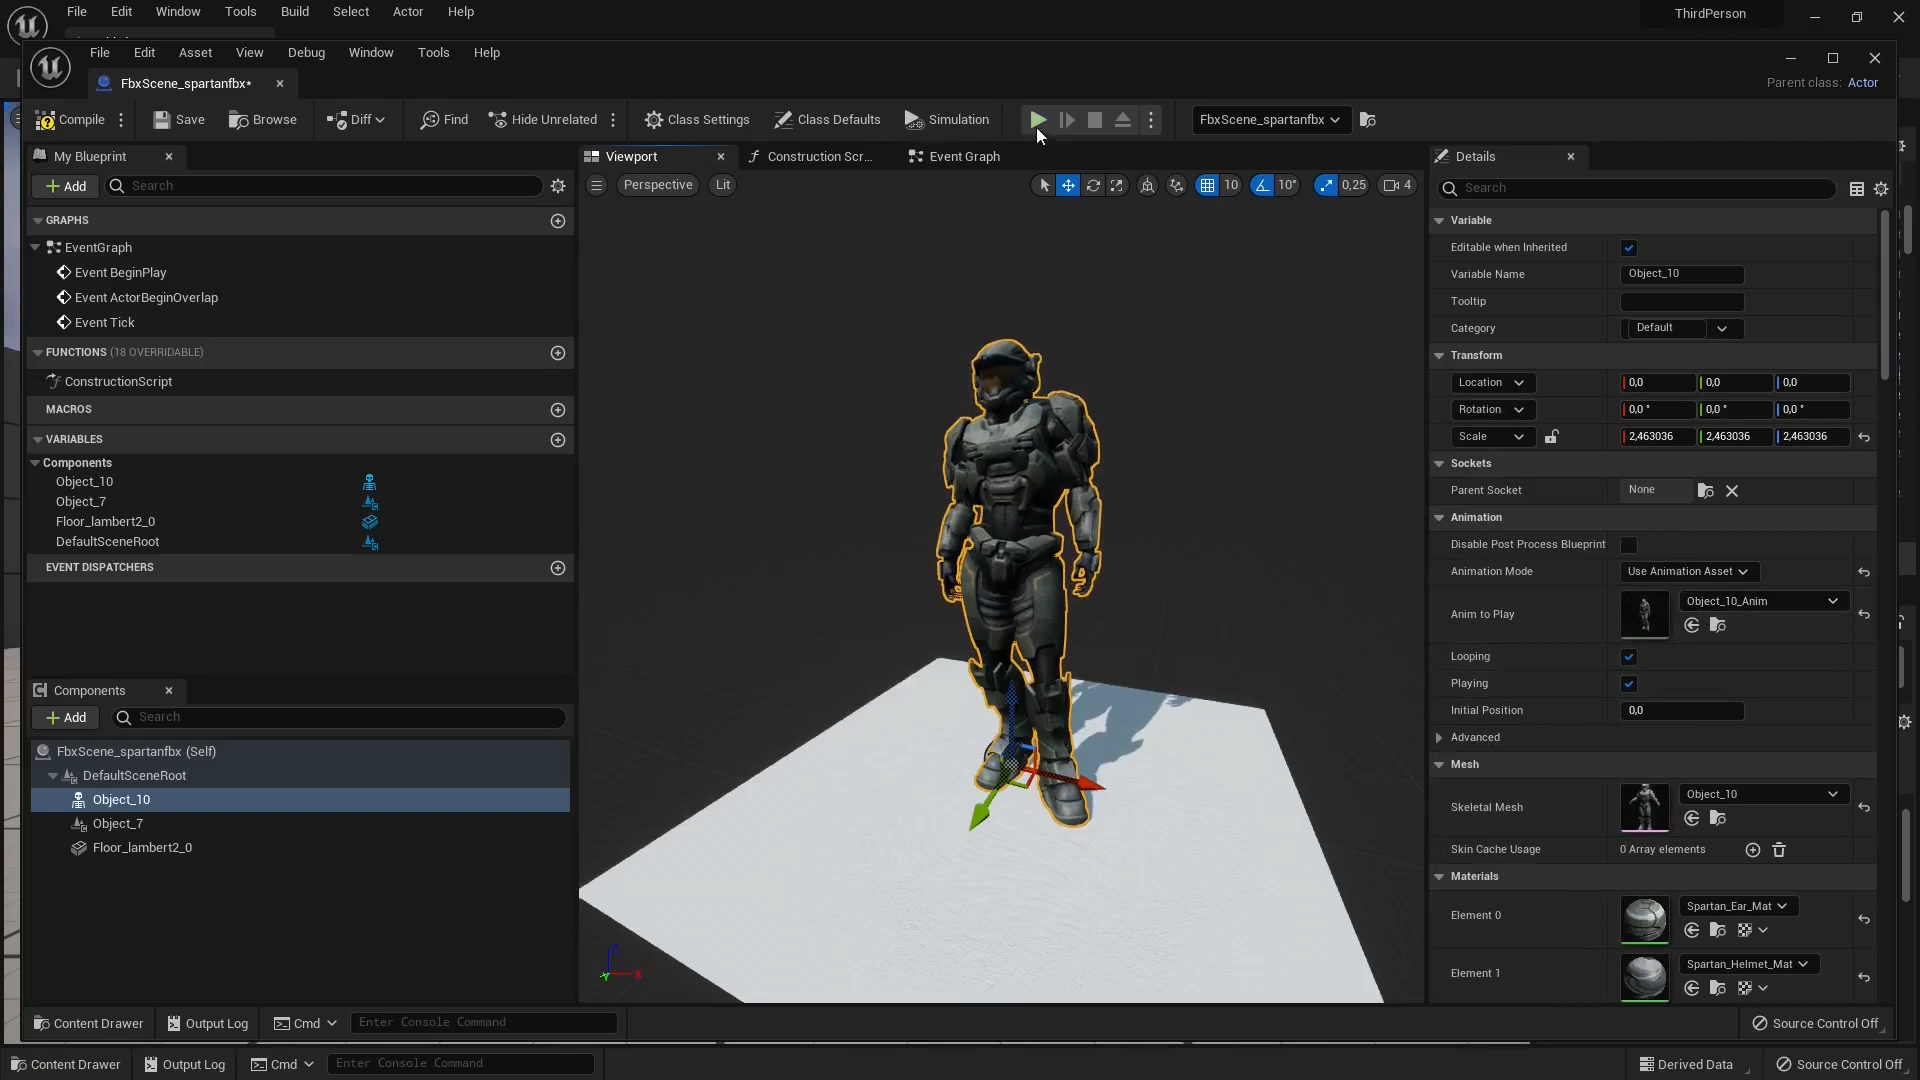 File Edit Window Tools Build Select Actor Help
ThirdPerson
File Edit Asset View Debug Window Tools Help
FbxScene_spartanfbx*
Parent class: Actor
Compile Save Browse Diff Find Hide Unrelated Class Settings Class Defaults Simulation FbxScene_spartanfbx
My Blueprint
Viewport
Construction Scr...
Event Graph
Details
Add
Search
Perspective
Lit
10
10°
0,25
4
Search
GRAPHS
EventGraph
Event BeginPlay
Event ActorBeginOverlap
Event Tick
FUNCTIONS (18 OVERRIDABLE)
ConstructionScript
MACROS
VARIABLES
Components
Object_10
Object_7
Floor_lambert2_0
DefaultSceneRoot
EVENT DISPATCHERS
Components
Add
Search
FbxScene_spartanfbx (Self)
DefaultSceneRoot
Object_10
Object_7
Floor_lambert2_0
Z
X
Y
Variable
Editable when Inherited
Variable Name Object_10
Tooltip
Category Default
Transform
Location 0,0 0,0 0,0
Rotation 0,0 ° 0,0 ° 0,0 °
Scale 2,463036 2,463036 2,463036
Sockets
Parent Socket None
Animation
Disable Post Process Blueprint
Animation Mode Use Animation Asset
Anim to Play Object_10_Anim
Looping
Playing
Initial Position 0,0
Advanced
Mesh
Skeletal Mesh Object_10
Skin Cache Usage 0 Array elements
Materials
Element 0 Spartan_Ear_Mat
Element 1 Spartan_Helmet_Mat
Content Drawer Output Log Cmd Enter Console Command Source Control Off
Content Drawer Output Log Cmd Enter Console Command Derived Data Source Control Off